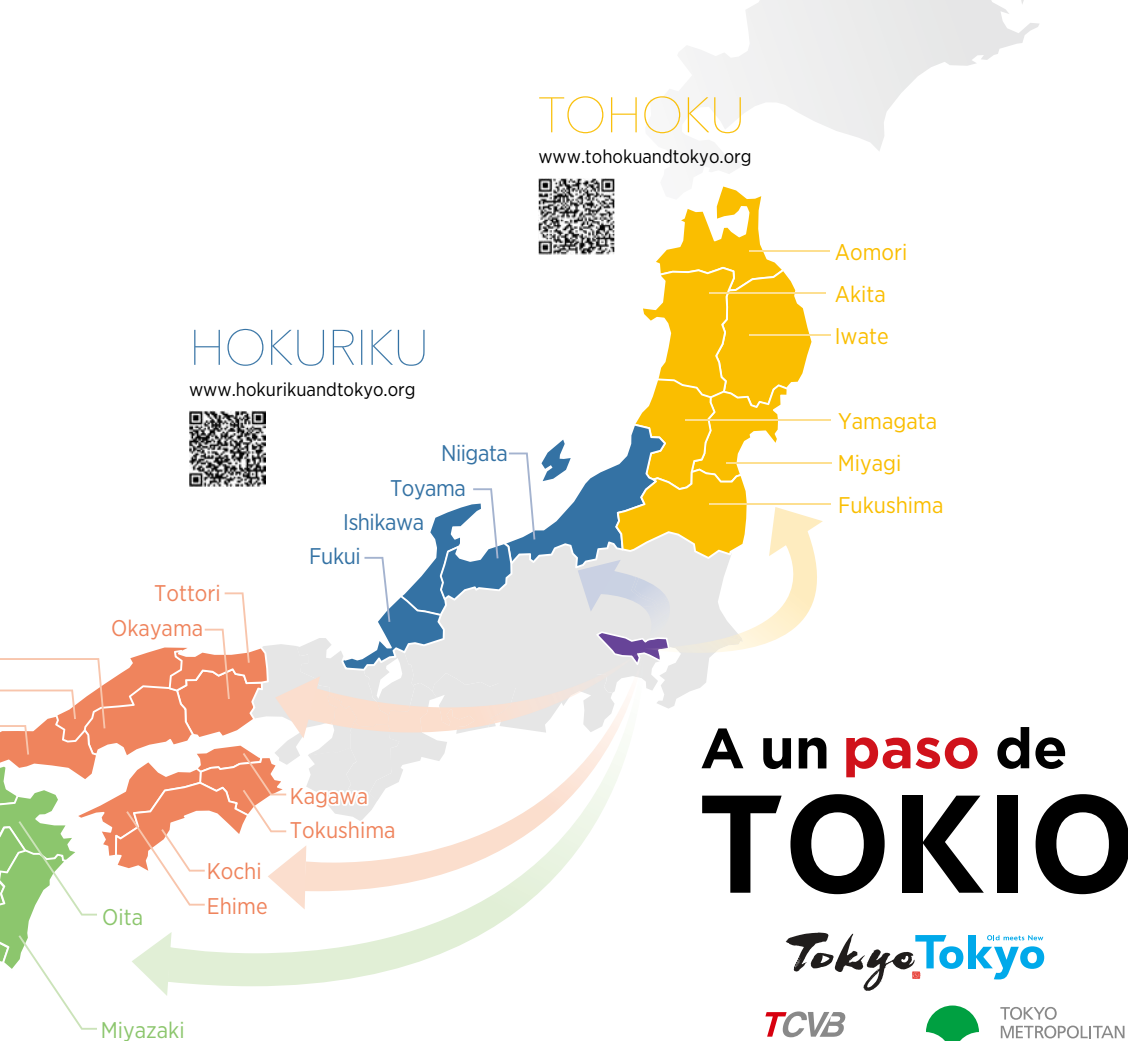 TOHOKU
www.tohokuandtokyo.org
Aomori
Akita
Iwate
Yamagata
Miyagi
Fukushima
HOKURIKU
www.hokurikuandtokyo.org
Niigata
Toyama
Ishikawa
Fukui
Tottori
Okayama
Kagawa
Tokushima
Kochi
Ehime
Oita
Miyazaki
A un paso de
TOKIO
Old meets New
Tokyo Tokyo
TCVB
TOKYO
METROPOLITAN